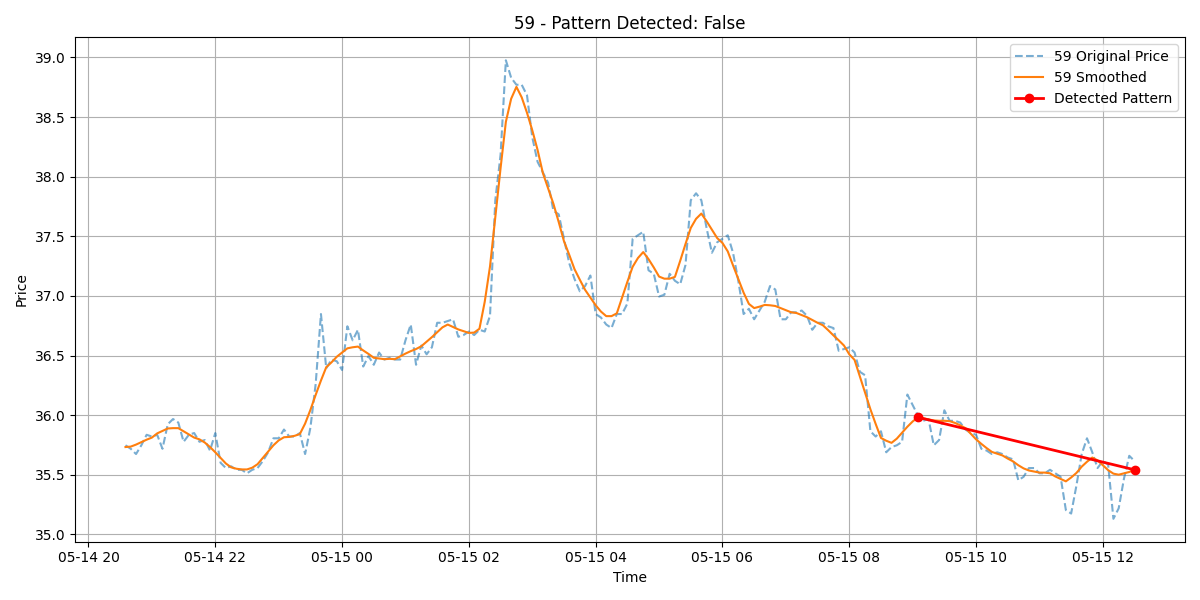 59 - Pattern Detected: False
59 Original Price
59 Smoothed
Detected Pattern
Price
39.0
38.5
38.0
37.5
37.0
36.5
36.0
35.5
35.0
05-14 20 05-14 22 05-15 00 05-15 02 05-15 04 05-15 06 05-15 08 05-15 10 05-15 12
Time